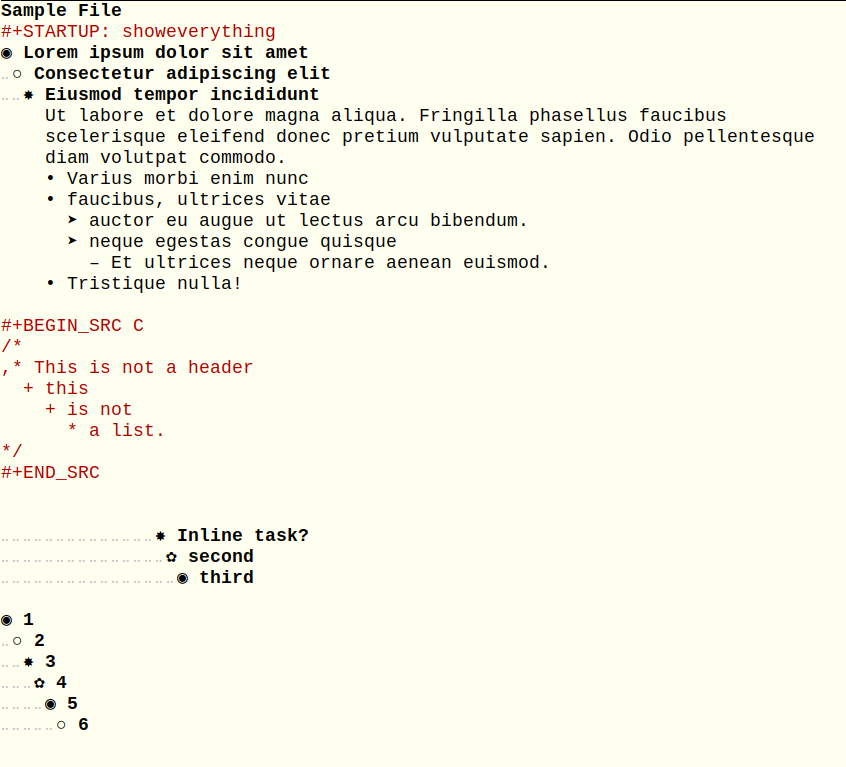 Sample File
#+STARTUP: showeverything
◉ Lorem ipsum dolor sit amet
‥○ Consectetur adipiscing elit
‥‥✸ Eiusmod tempor incididunt
    Ut labore et dolore magna aliqua. Fringilla phasellus faucibus
    scelerisque eleifend donec pretium vulputate sapien. Odio pellentesque
    diam volutpat commodo.
    • Varius morbi enim nunc
    • faucibus, ultrices vitae
      ➤ auctor eu augue ut lectus arcu bibendum.
      ➤ neque egestas congue quisque
        – Et ultrices neque ornare aenean euismod.
    • Tristique nulla!

#+BEGIN_SRC C
/*
,* This is not a header
  + this
    + is not
      * a list.
*/
#+END_SRC

‥‥‥‥‥‥‥‥‥‥‥‥‥‥✸ Inline task?
‥‥‥‥‥‥‥‥‥‥‥‥‥‥‥✿ second
‥‥‥‥‥‥‥‥‥‥‥‥‥‥‥‥◉ third

◉ 1
‥○ 2
‥‥✸ 3
‥‥‥✿ 4
‥‥‥‥◉ 5
‥‥‥‥‥○ 6